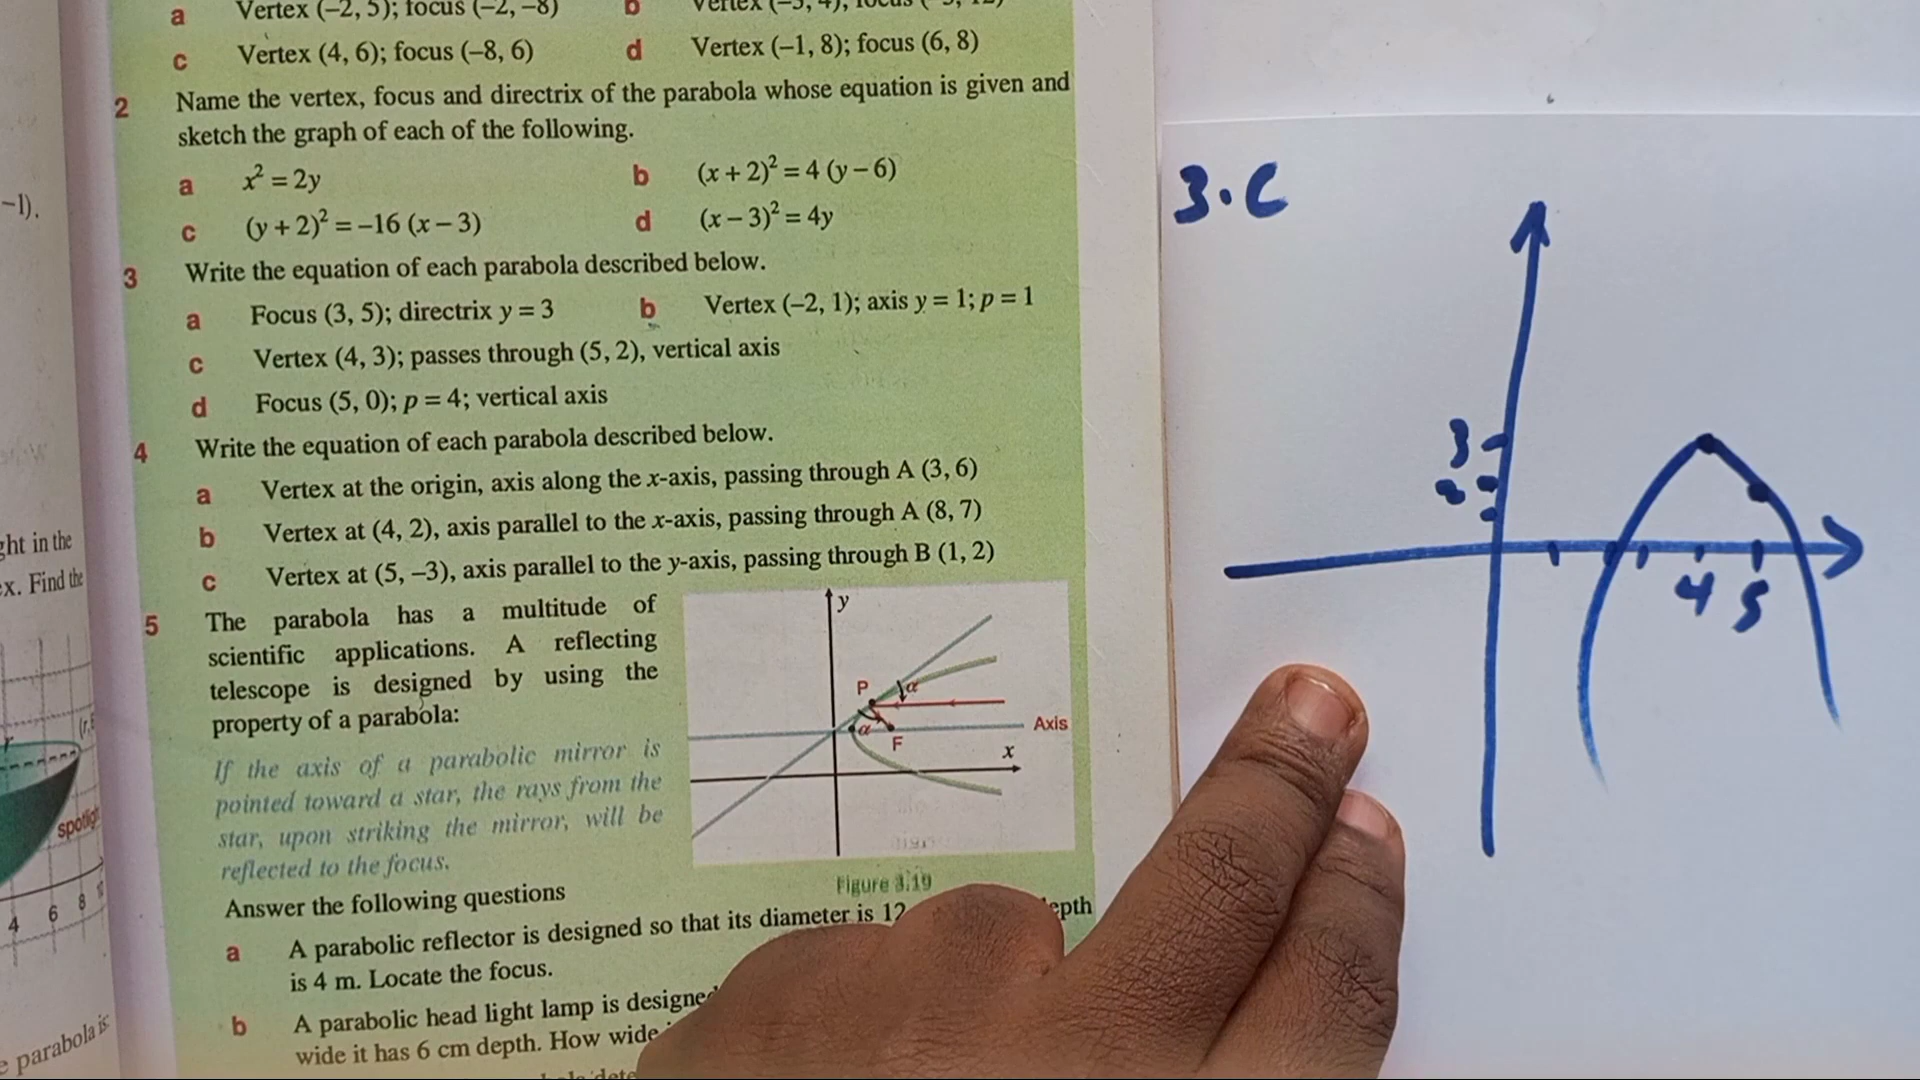 a Vertex (−2, 5); focus (−2, −8) b
c Vertex (4, 6); focus (−8, 6) d Vertex (−1, 8); focus (6, 8)
2 Name the vertex, focus and directrix of the parabola whose equation is given and
sketch the graph of each of the following.
a x² = 2y b (x + 2)² = 4 (y − 6)
c (y + 2)² = −16 (x − 3) d (x − 3)² = 4y
3 Write the equation of each parabola described below.
a Focus (3, 5); directrix y = 3 b Vertex (−2, 1); axis y = 1; p = 1
c Vertex (4, 3); passes through (5, 2), vertical axis
d Focus (5, 0); p = 4; vertical axis
4 Write the equation of each parabola described below.
a Vertex at the origin, axis along the x-axis, passing through A (3, 6)
b Vertex at (4, 2), axis parallel to the x-axis, passing through A (8, 7)
c Vertex at (5, −3), axis parallel to the y-axis, passing through B (1, 2)
5 The parabola has a multitude of
scientific applications. A reflecting
telescope is designed by using the
property of a parabola:
If the axis of a parabolic mirror is
pointed toward a star, the rays from the
star, upon striking the mirror, will be
reflected to the focus.
y
P α
α F
Axis
x
Figure 3.19
Answer the following questions
a A parabolic reflector is designed so that its diameter is 12
is 4 m. Locate the focus.
b A parabolic head light lamp is designed
wide it has 6 cm depth. How wide
−1).
ght in the
ex. Find the
r
spotlig
4 6 8
e parabola is
3.C
3
2
4 5